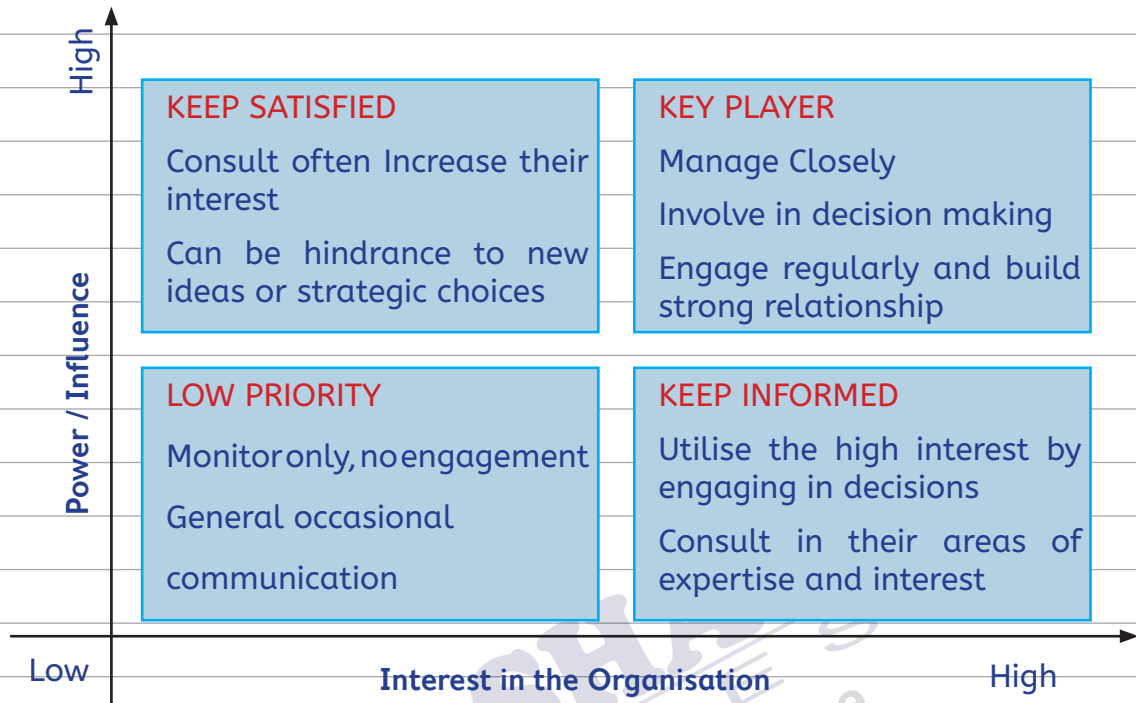 High
KEEP SATISFIED
Consult often Increase their
interest
Can be hindrance to new
ideas or strategic choices
KEY PLAYER
Manage Closely
Involve in decision making
Engage regularly and build
strong relationship
Power / Influence
LOW PRIORITY
Monitor only, no engagement
General occasional
communication
KEEP INFORMED
Utilise the high interest by
engaging in decisions
Consult in their areas of
expertise and interest
Low
Interest in the Organisation
High